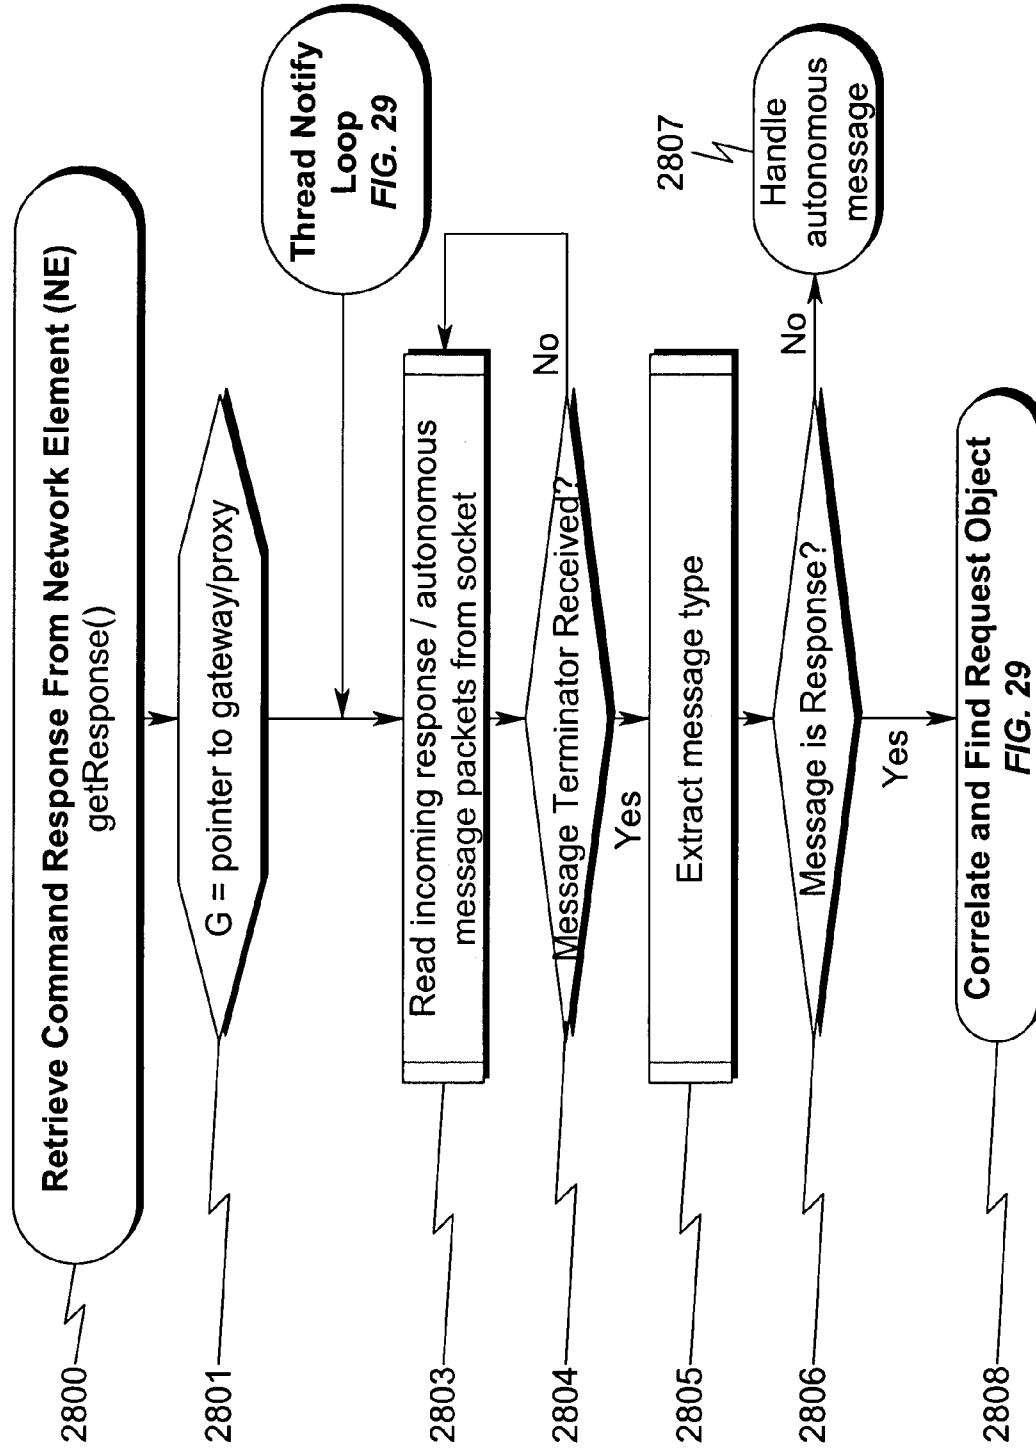 2800
Retrieve Command Response From Network Element (NE)
getResponse()
2801
G = pointer to gateway/proxy
Thread Notify
Loop
FIG. 29
2803
Read incoming response / autonomous
message packets from socket
2804
Message Terminator Received?
No
Yes
2805
Extract message type
2806
Message is Response?
No
2807
Handle
autonomous
message
Yes
2808
Correlate and Find Request Object
FIG. 29